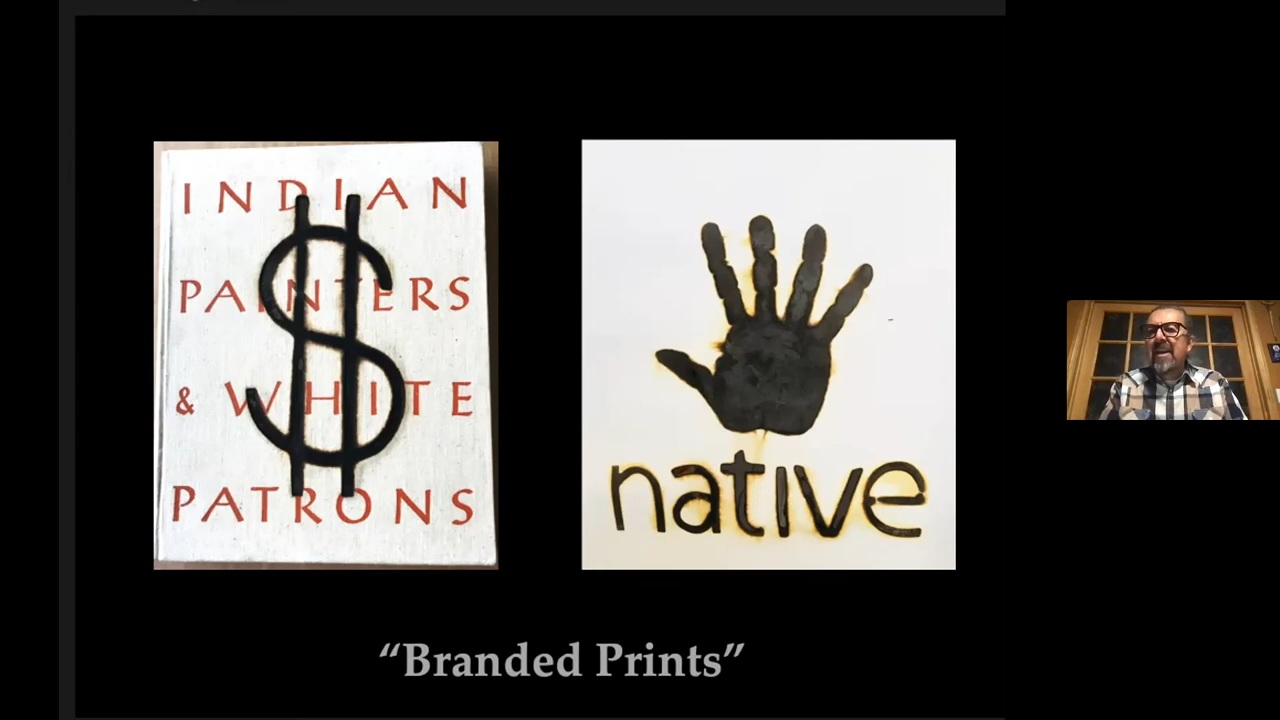 INDIAN
PAINTERS
& WHITE
PATRONS
native
“Branded Prints”